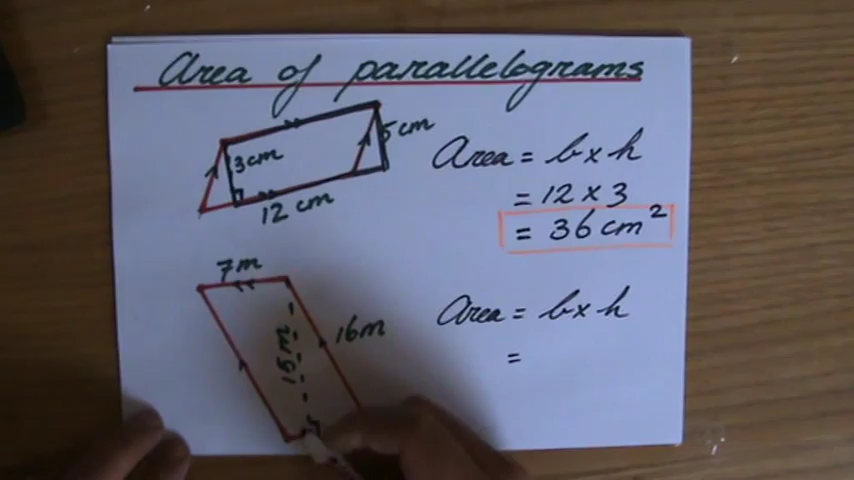 Area of parallelograms
3cm
5cm
12 cm
Area = b x h
= 12 x 3
= 36 cm²
7m
15m
16m
Area = b x h
=